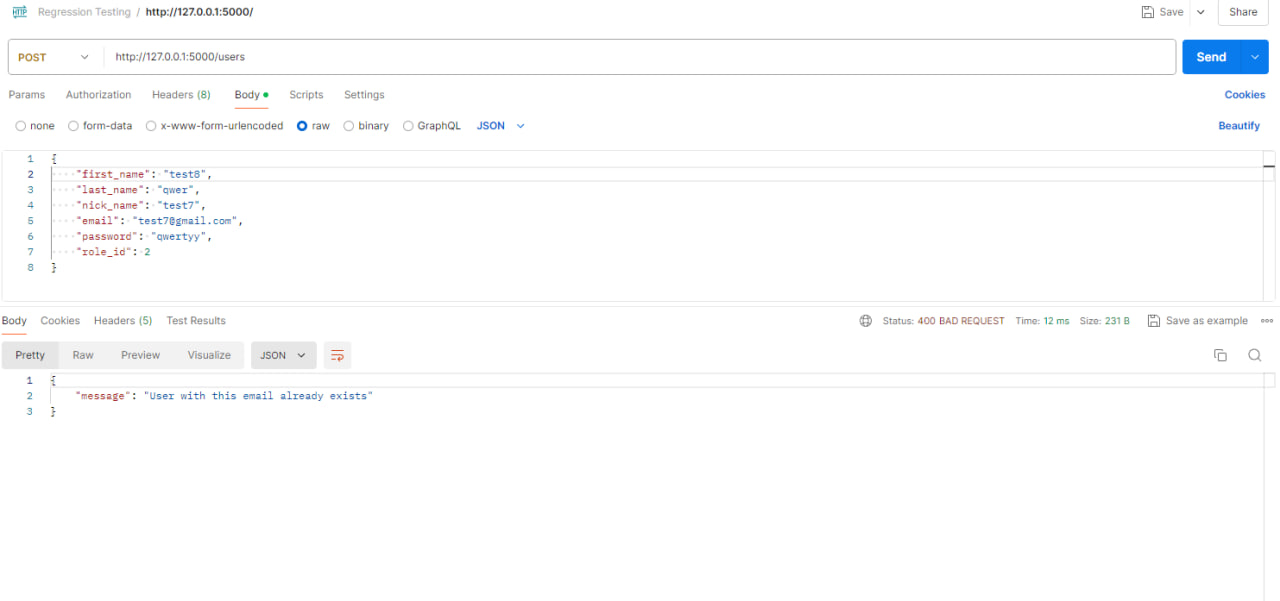 HTTP Regression Testing / http://127.0.0.1:5000/ Save Share
POST http://127.0.0.1:5000/users Send
Params Authorization Headers (8) Body Scripts Settings Cookies
none form-data x-www-form-urlencoded raw binary GraphQL JSON Beautify
1 {
2 "first_name": "test8",
3 "last_name": "qwer",
4 "nick_name": "test7",
5 "email": "test7@gmail.com",
6 "password": "qwertyy",
7 "role_id": 2
8 }
Body Cookies Headers (5) Test Results Status: 400 BAD REQUEST Time: 12 ms Size: 231 B Save as example
Pretty Raw Preview Visualize JSON
1 {
2 "message": "User with this email already exists"
3 }